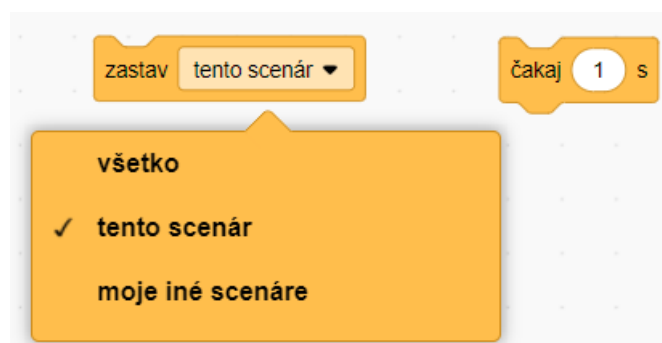 zastav tento scenár
čakaj 1 s
všetko
tento scenár
moje iné scenáre